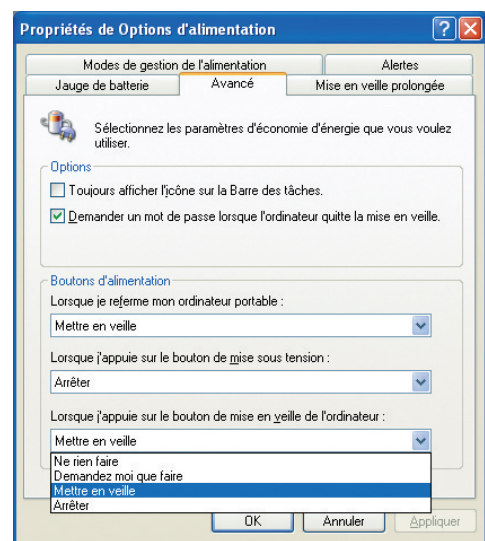 Propriétés de Options d'alimentation
Modes de gestion de l'alimentation
Alertes
Jauge de batterie
Avancé
Mise en veille prolongée
Sélectionnez les paramètres d'économie d'énergie que vous voulez
utiliser.
Options
Toujours afficher l'icône sur la Barre des tâches.
Demander un mot de passe lorsque l'ordinateur quitte la mise en veille.
Boutons d'alimentation
Lorsque je referme mon ordinateur portable :
Mettre en veille
Lorsque j'appuie sur le bouton de mise sous tension :
Arrêter
Lorsque j'appuie sur le bouton de mise en veille de l'ordinateur :
Mettre en veille
Ne rien faire
Demandez moi que faire
Mettre en veille
Arrêter
OK
Annuler
Appliquer